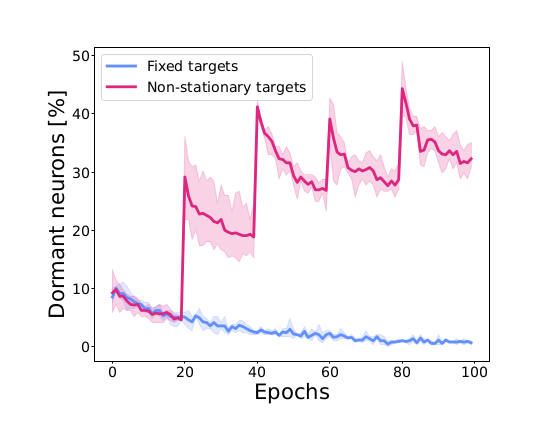 Fixed targets
Non-stationary targets
Dormant neurons [%]
50
40
30
20
10
0
0 20 40 60 80 100
Epochs